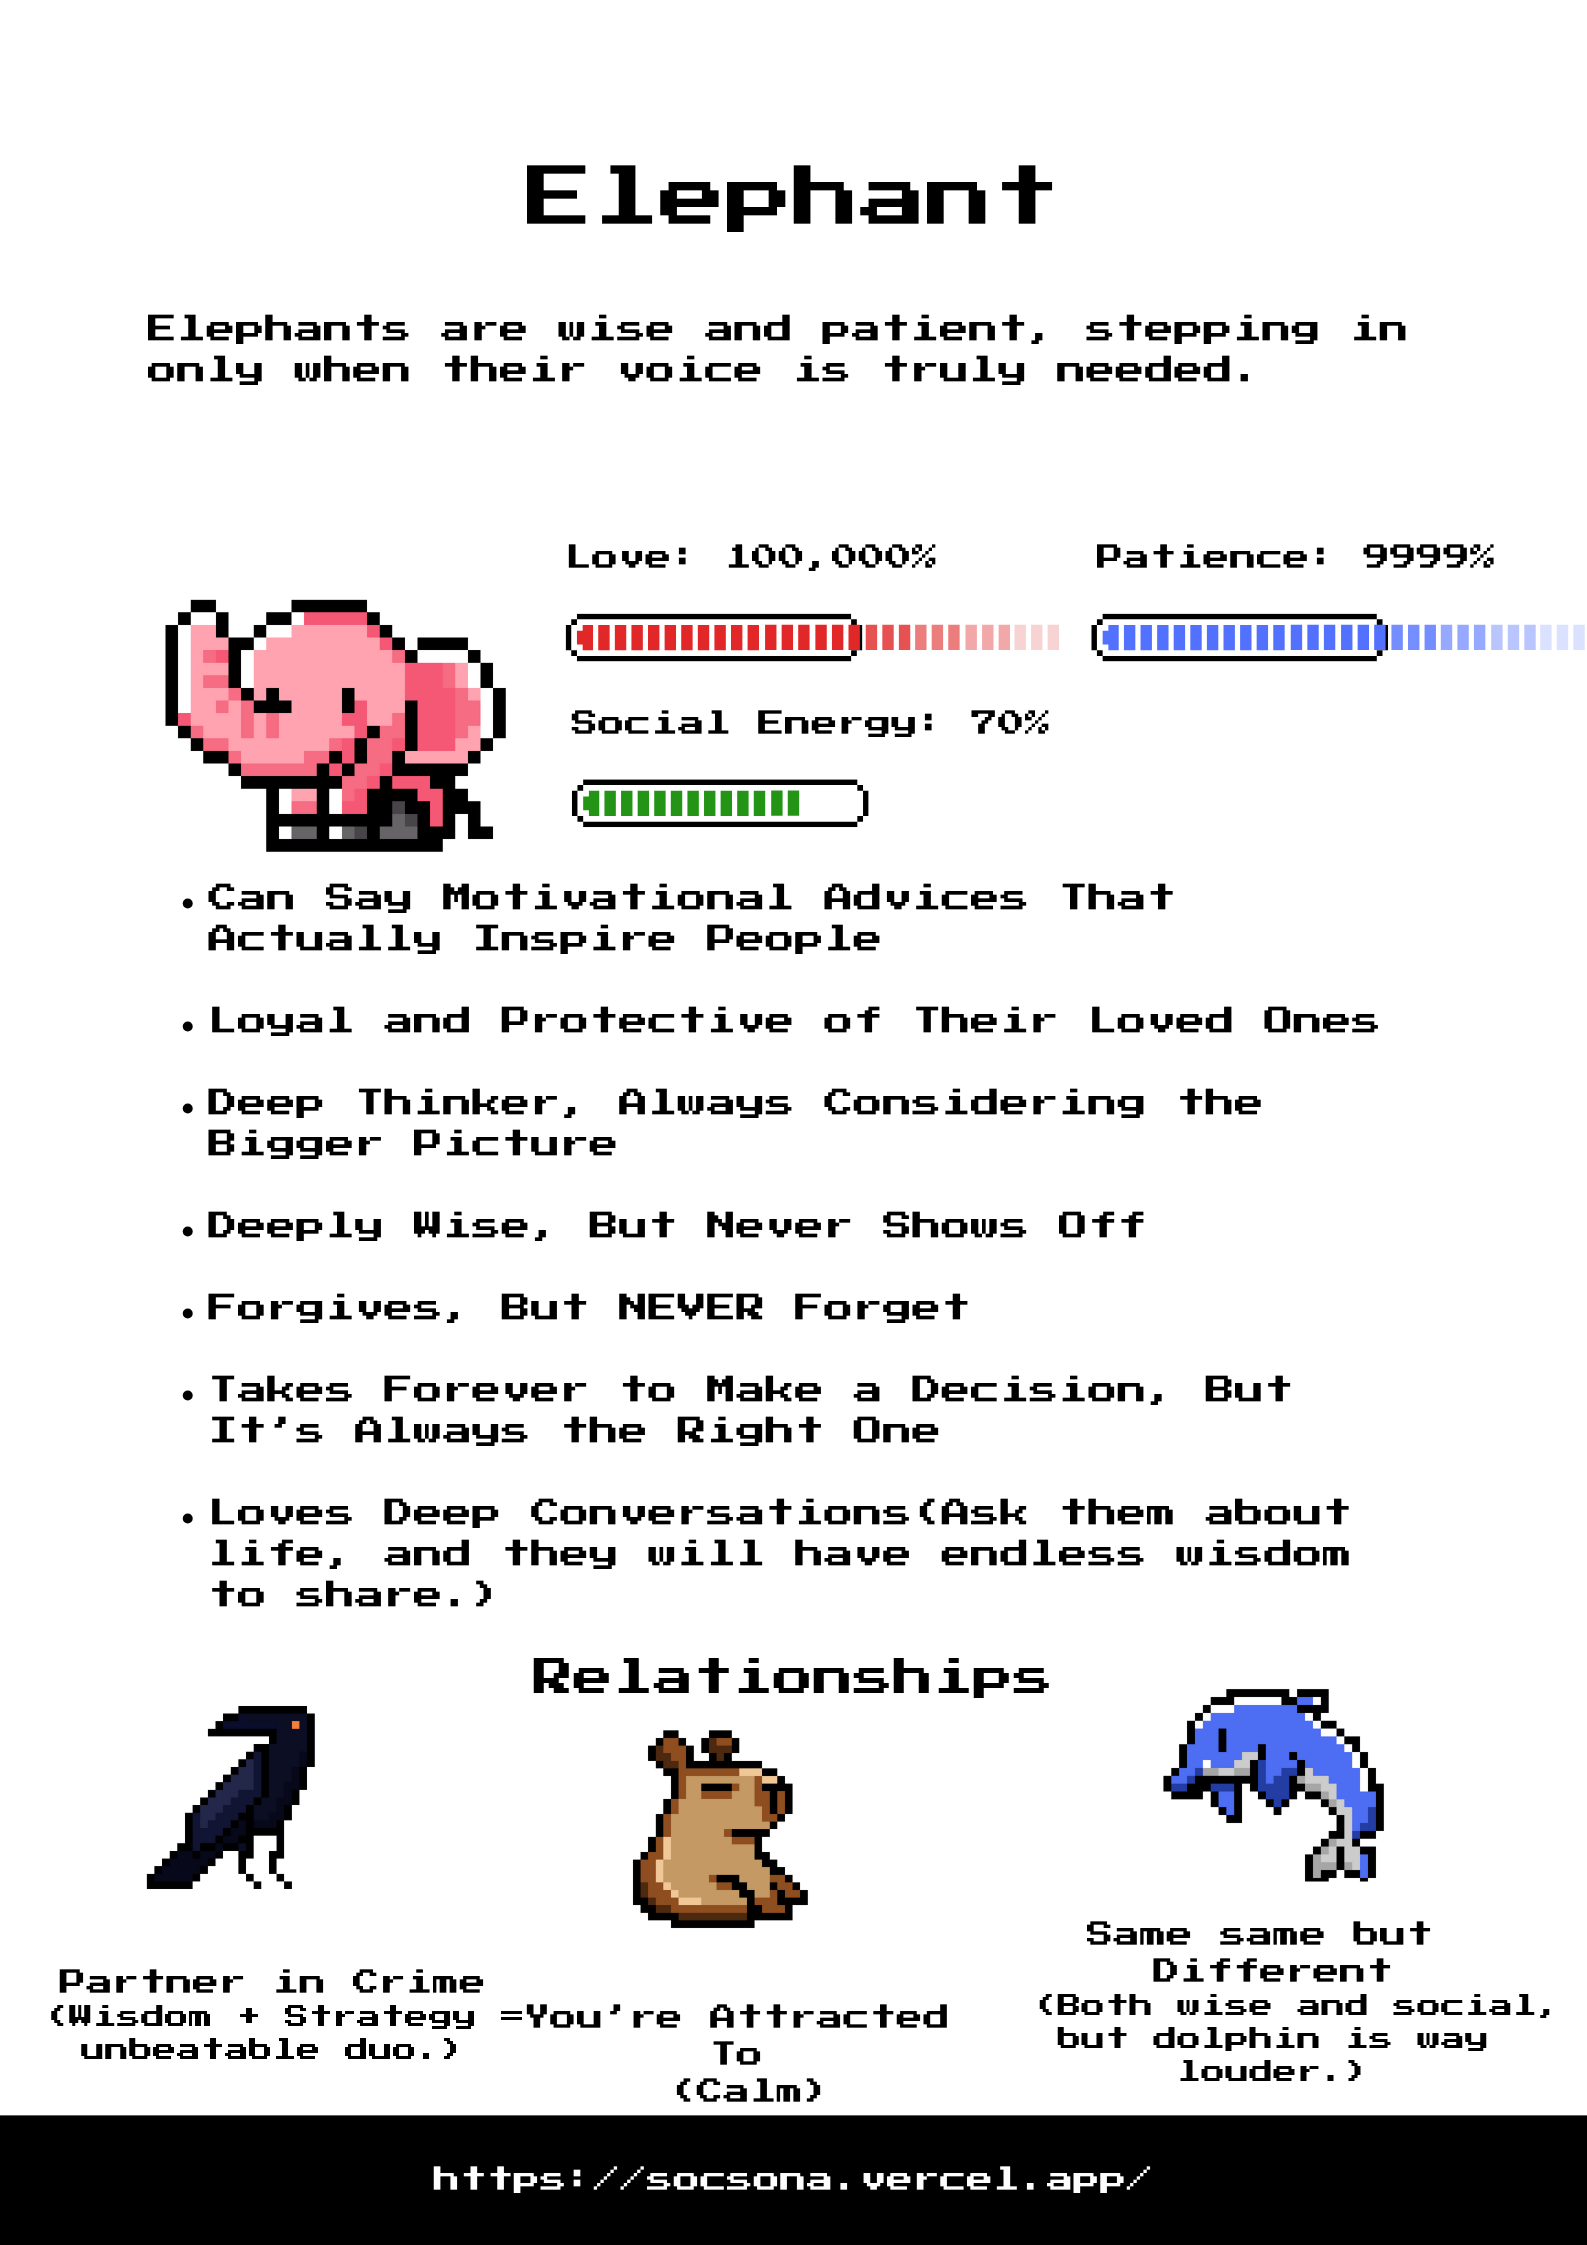 Elephant
Elephants are wise and patient, stepping in
only when their voice is truly needed.
Love: 100,000%
Patience: 9999%
Social Energy: 70%
• Can Say Motivational Advices That
Actually Inspire People
• Loyal and Protective of Their Loved Ones
• Deep Thinker, Always Considering the
Bigger Picture
• Deeply Wise, But Never Shows Off
• Forgives, But NEVER Forget
• Takes Forever to Make a Decision, But
It's Always the Right One
• Loves Deep Conversations(Ask them about
life, and they will have endless wisdom
to share.)
Relationships
Partner in Crime
(Wisdom + Strategy =
unbeatable duo.)
You're Attracted
To
(Calm)
Same same but
Different
(Both wise and social,
but dolphin is way
louder.)
https://socsona.vercel.app/